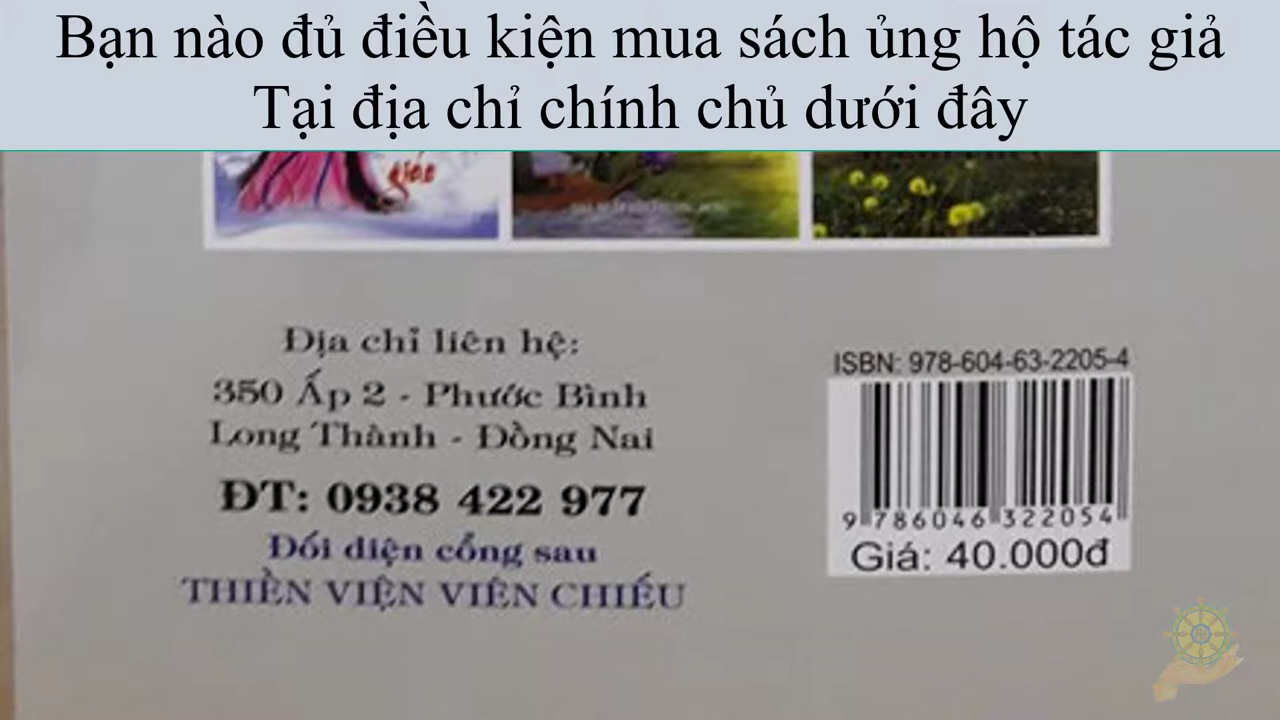 Bạn nào đủ điều kiện mua sách ủng hộ tác giả
Tại địa chỉ chính chủ dưới đây
giác
Địa chỉ liên hệ:
350 Ấp 2 - Phước Bình
Long Thành - Đồng Nai
ĐT: 0938 422 977
Đối diện cổng sau
THIỀN VIỆN VIÊN CHIẾU
ISBN: 978-604-63-2205-4
9 786046 322054
Giá: 40.000đ